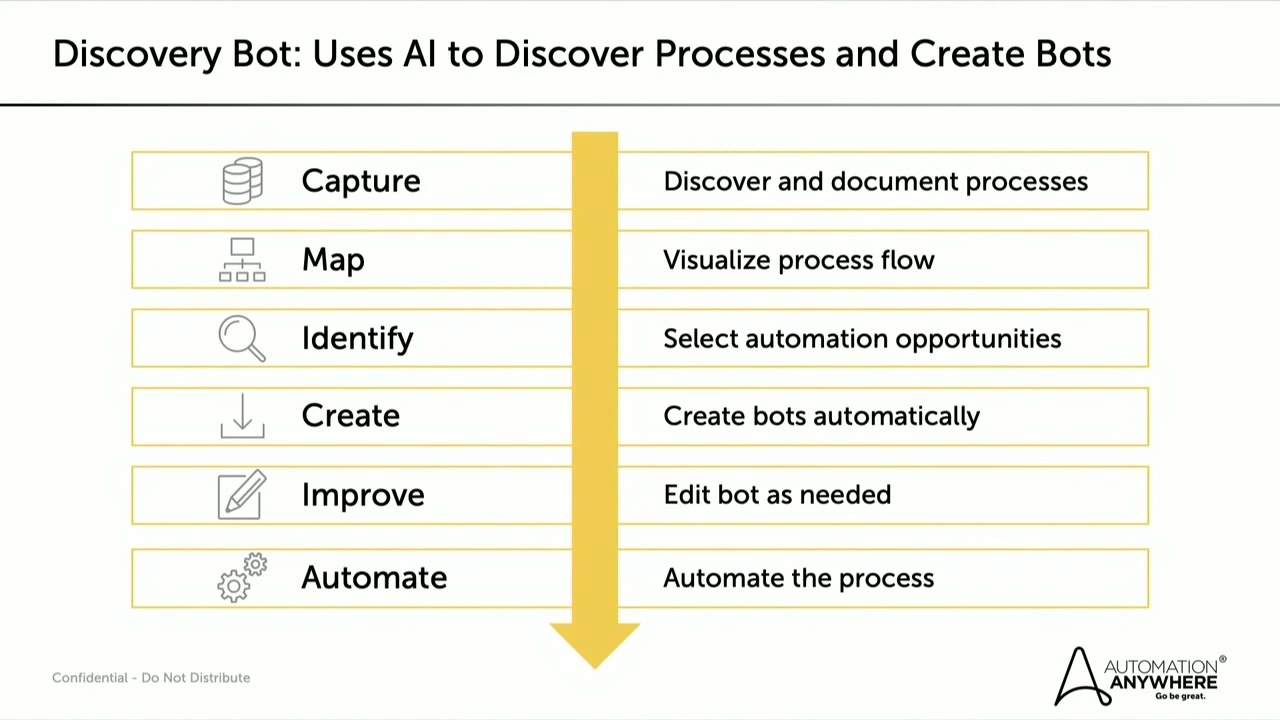 Discovery Bot: Uses AI to Discover Processes and Create Bots
Capture
Discover and document processes
Map
Visualize process flow
Identify
Select automation opportunities
Create
Create bots automatically
Improve
Edit bot as needed
Automate
Automate the process
Confidential - Do Not Distribute
AUTOMATION®
ANYWHERE
Go be great.